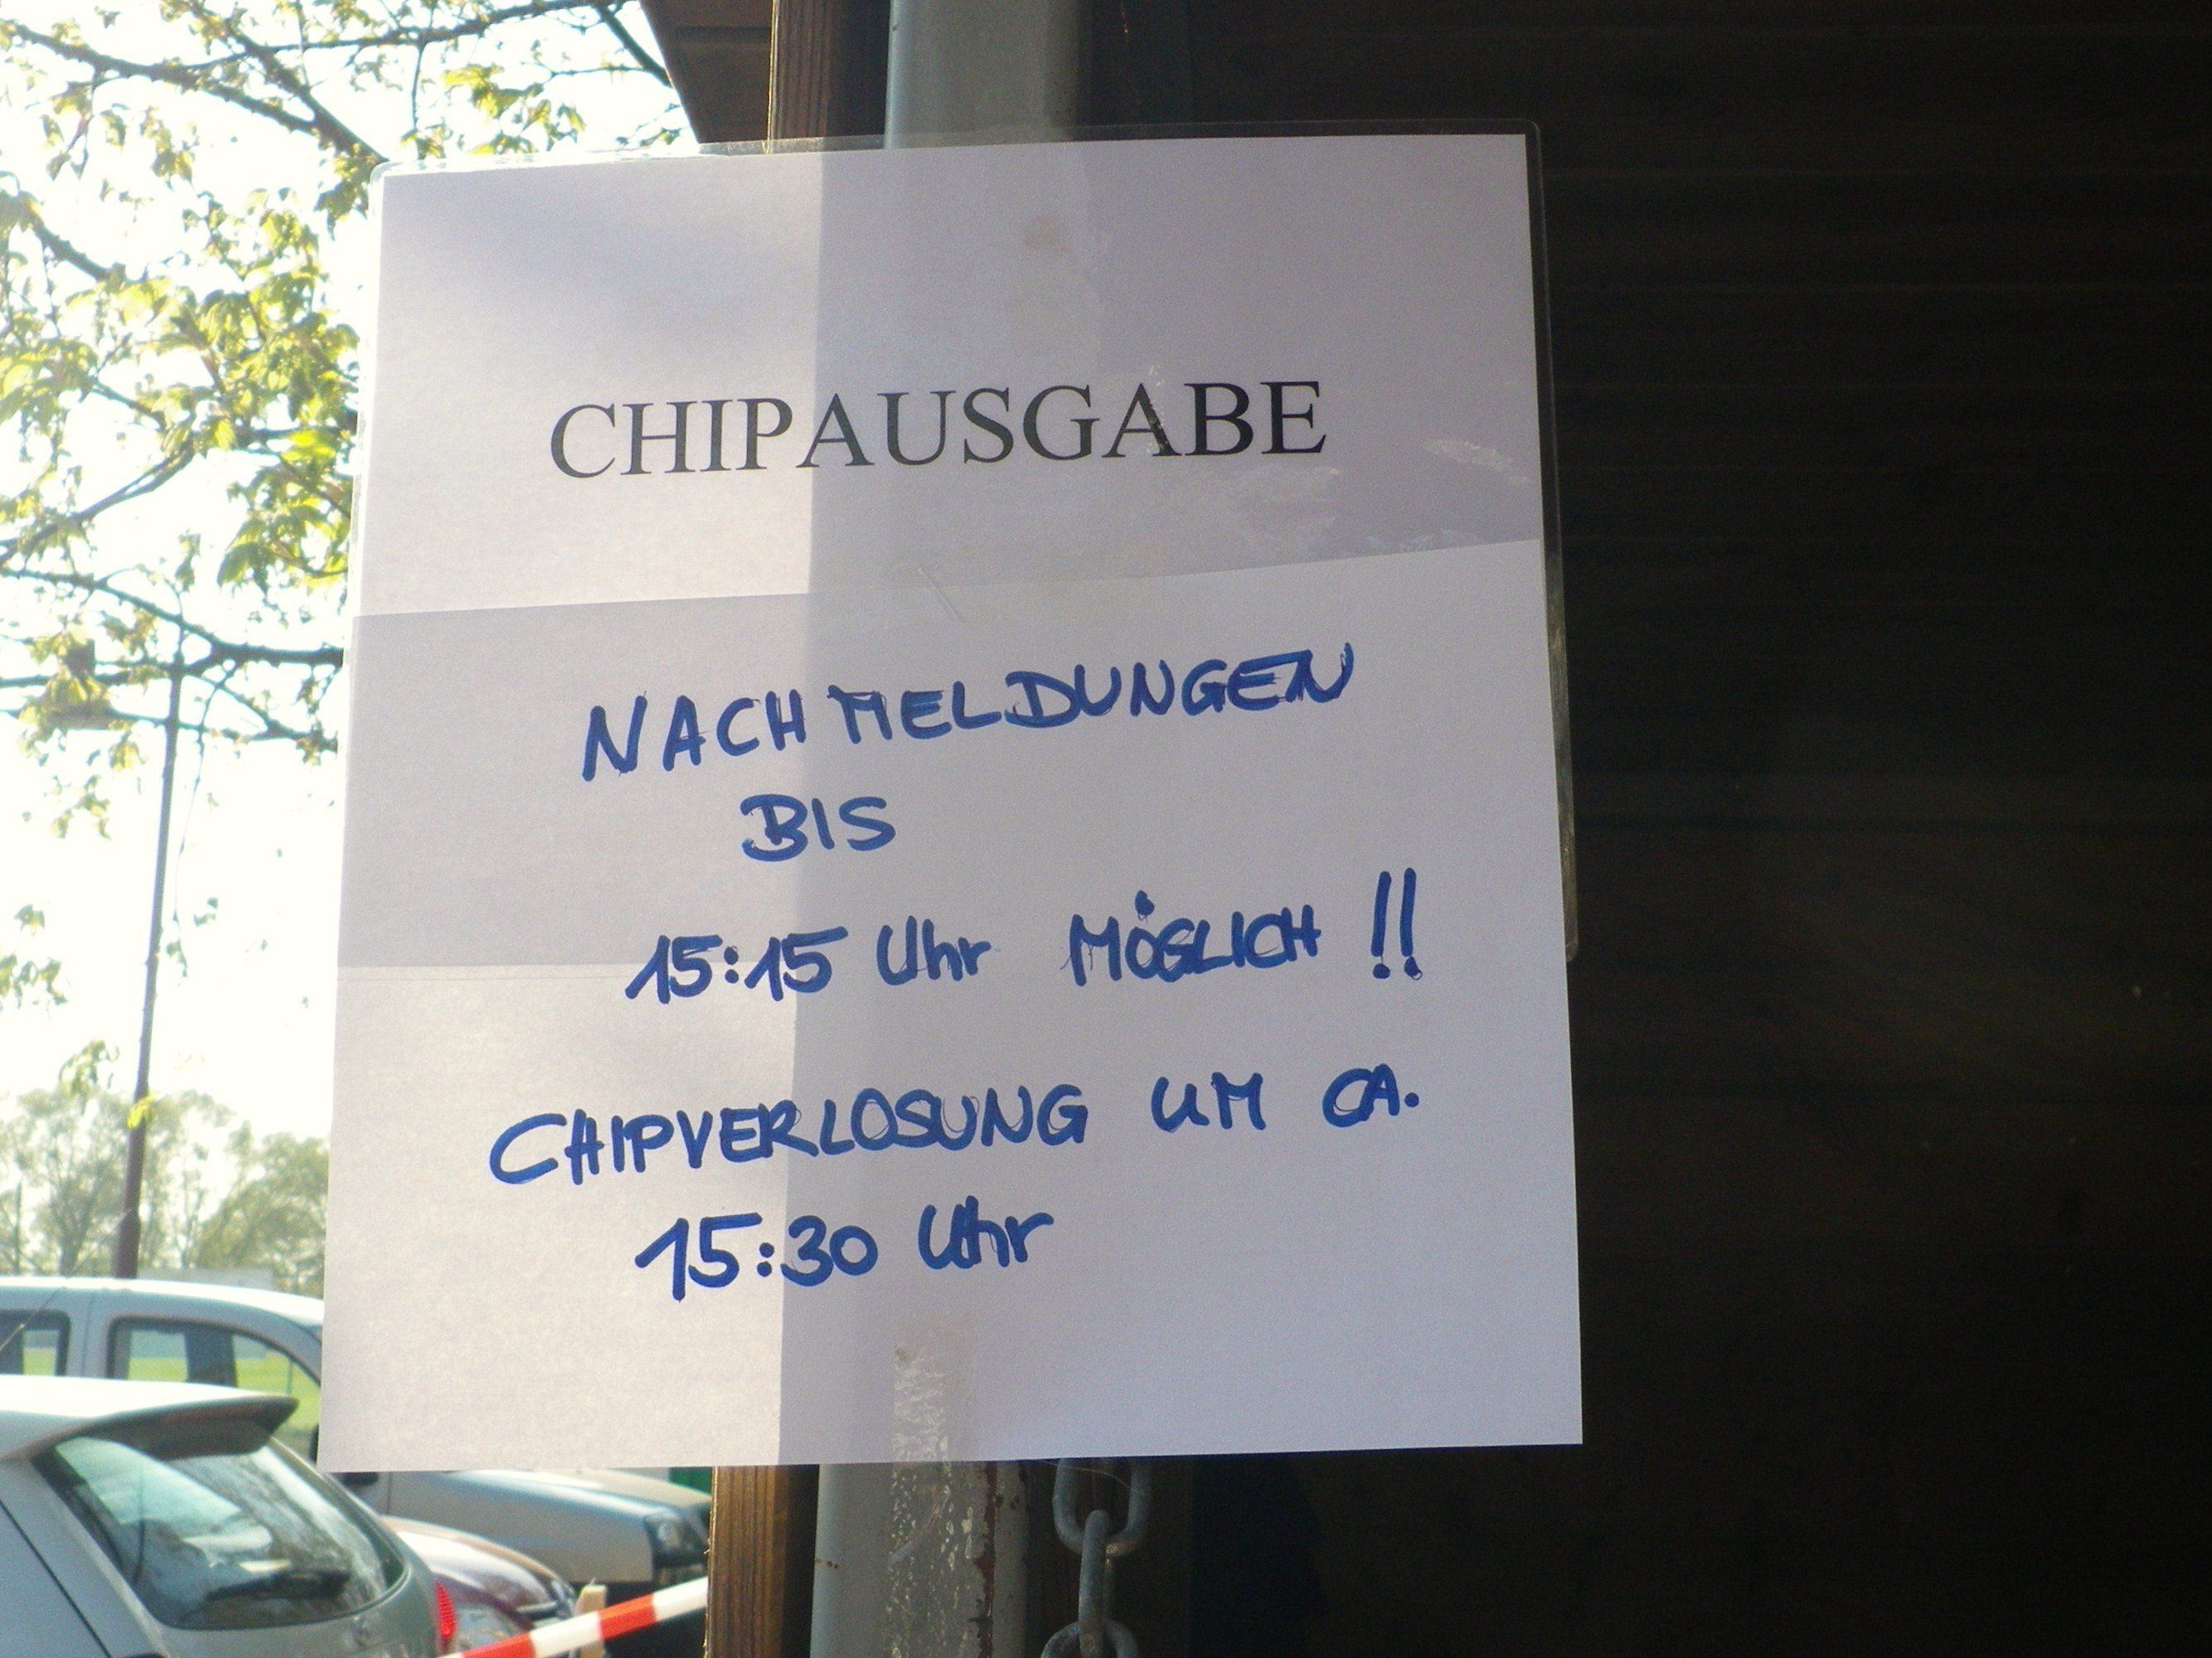 CHIPAUSGABE
NACHMELDUNGEN
BIS
15:15 Uhr MÖGLICH !!
CHIPVERLOSUNG UM CA.
15:30 Uhr